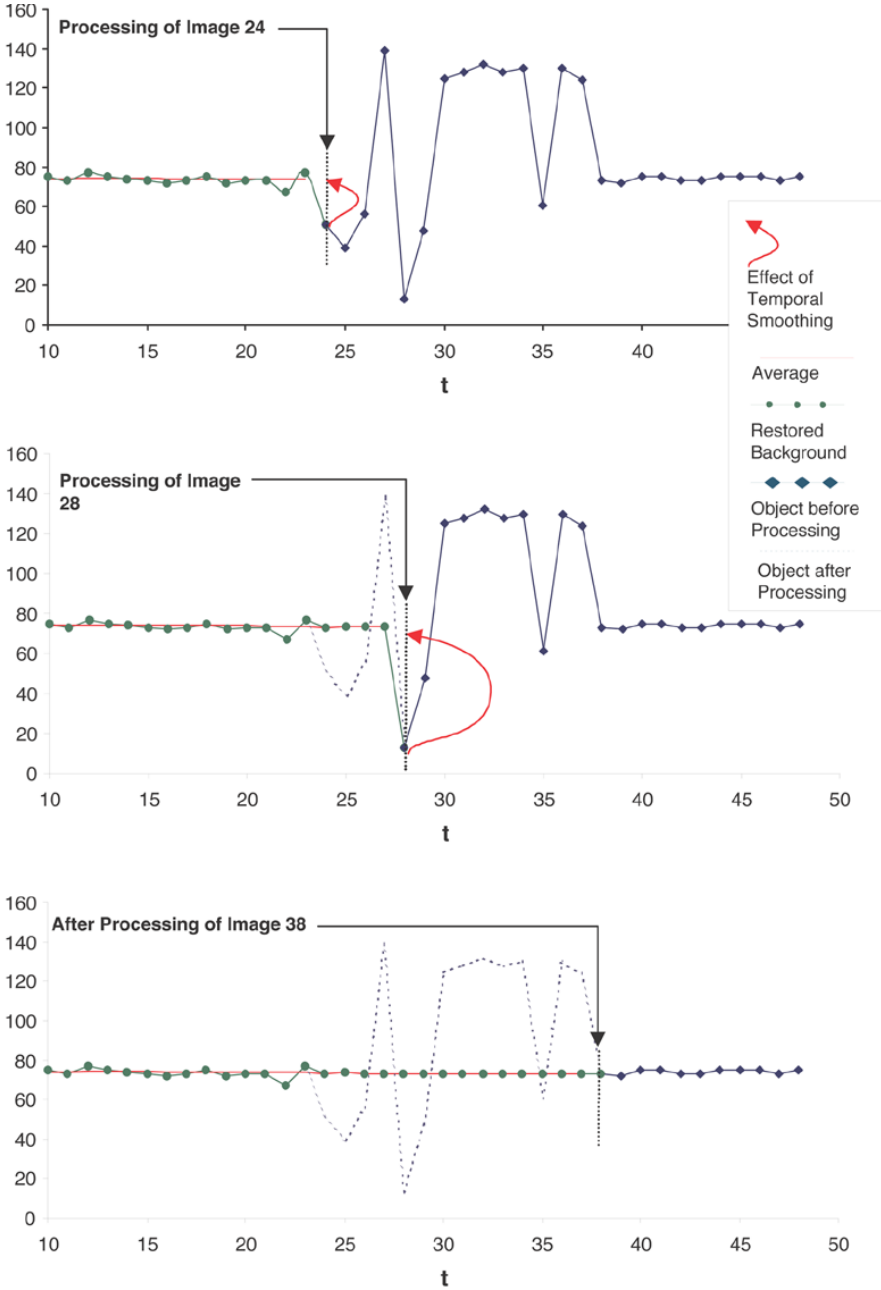 160
Processing of Image 24
140
120
100
80
60
40
20
0
10 15 20 25 30 35 40
t
Effect of
Temporal
Smoothing
Average
Restored
Background
Object before
Processing
Object after
Processing
160
Processing of Image
28
140
120
100
80
60
40
20
0
10 15 20 25 30 35 40 45 50
t
160
After Processing of Image 38
140
120
100
80
60
40
20
0
10 15 20 25 30 35 40 45 50
t